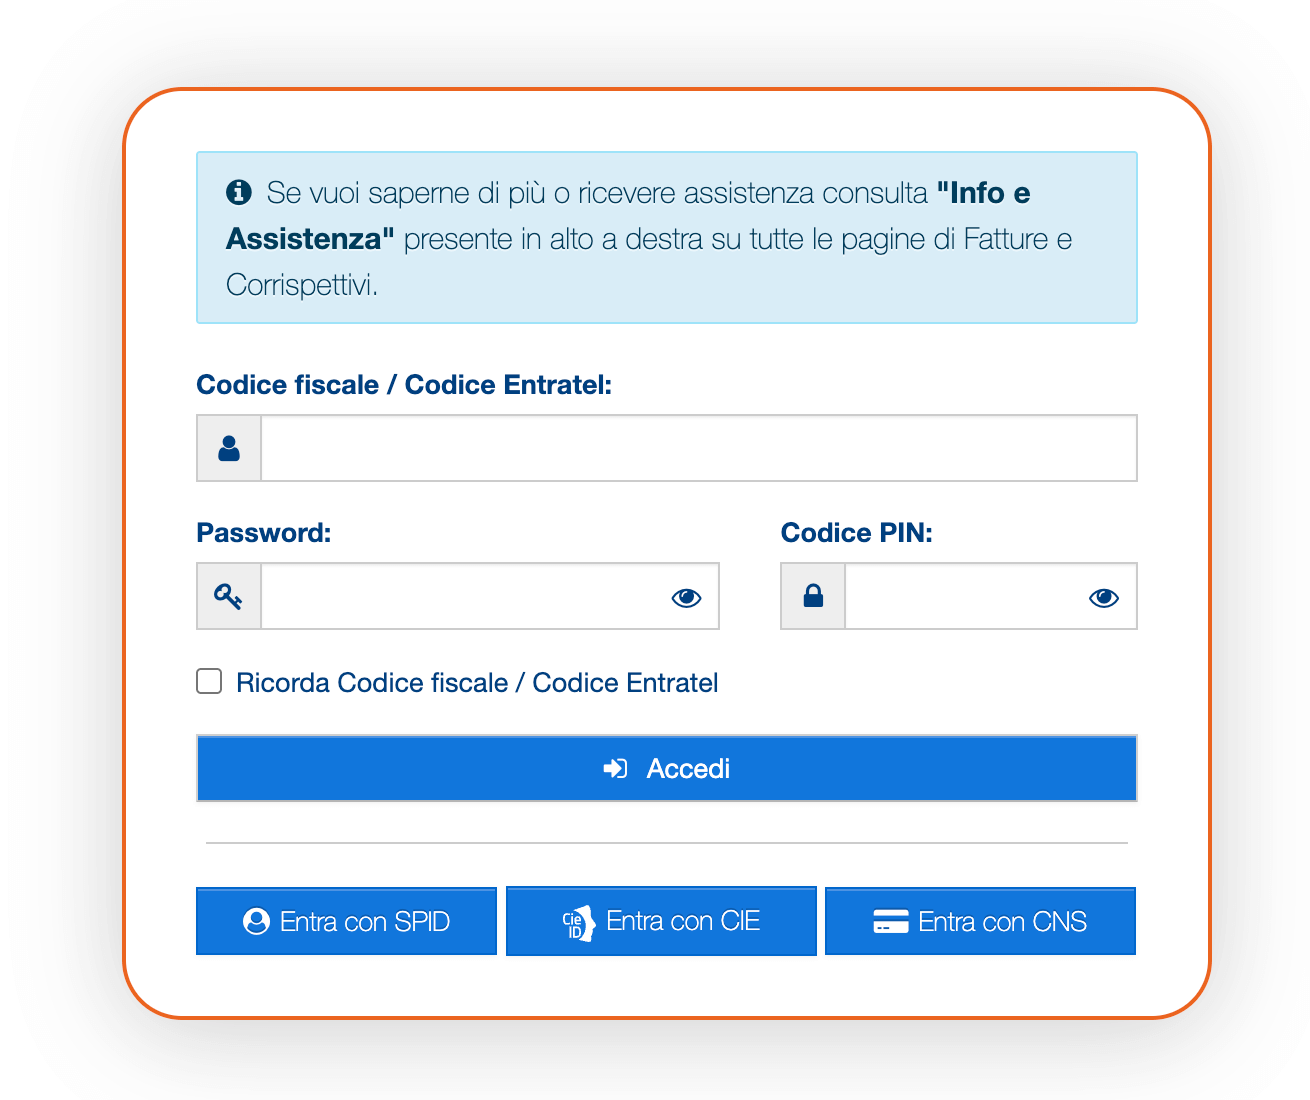 Se vuoi saperne di più o ricevere assistenza consulta "Info e
Assistenza" presente in alto a destra su tutte le pagine di Fatture e
Corrispettivi.
Codice fiscale / Codice Entratel:
Password:
Codice PIN:
Ricorda Codice fiscale / Codice Entratel
Accedi
Entra con SPID
Cie ID Entra con CIE
Entra con CNS